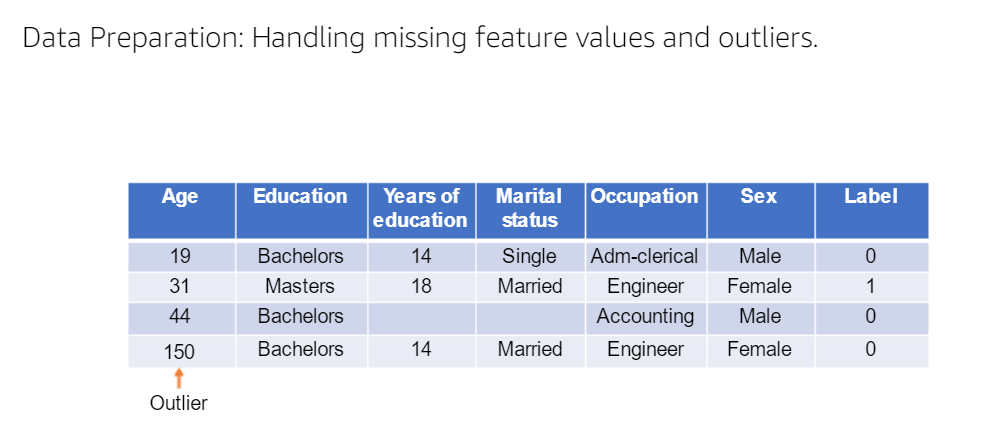 Data Preparation: Handling missing feature values and outliers.
Age Education Years of education Marital status Occupation Sex Label
19 Bachelors 14 Single Adm-clerical Male 0
31 Masters 18 Married Engineer Female 1
44 Bachelors Accounting Male 0
150 Bachelors 14 Married Engineer Female 0
Outlier